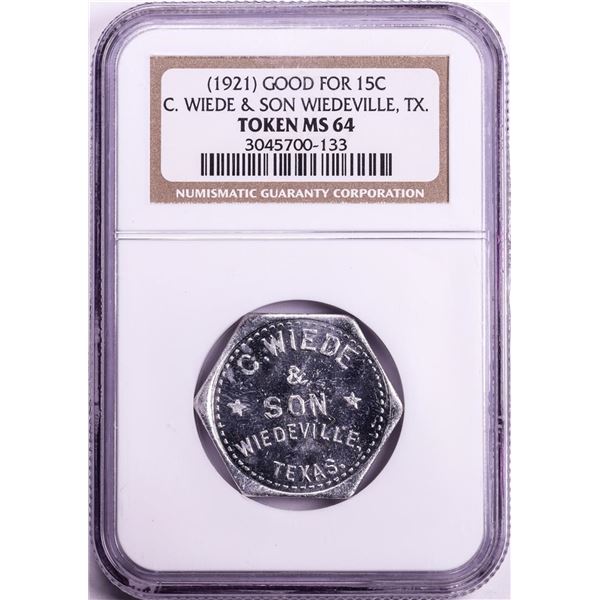 (1921) GOOD FOR 15C
C. WIEDE & SON WIEDEVILLE, TX.
TOKEN MS 64
3045700-133
NUMISMATIC GUARANTY CORPORATION
C. WIEDE
&
SON
WIEDEVILLE,
TEXAS.